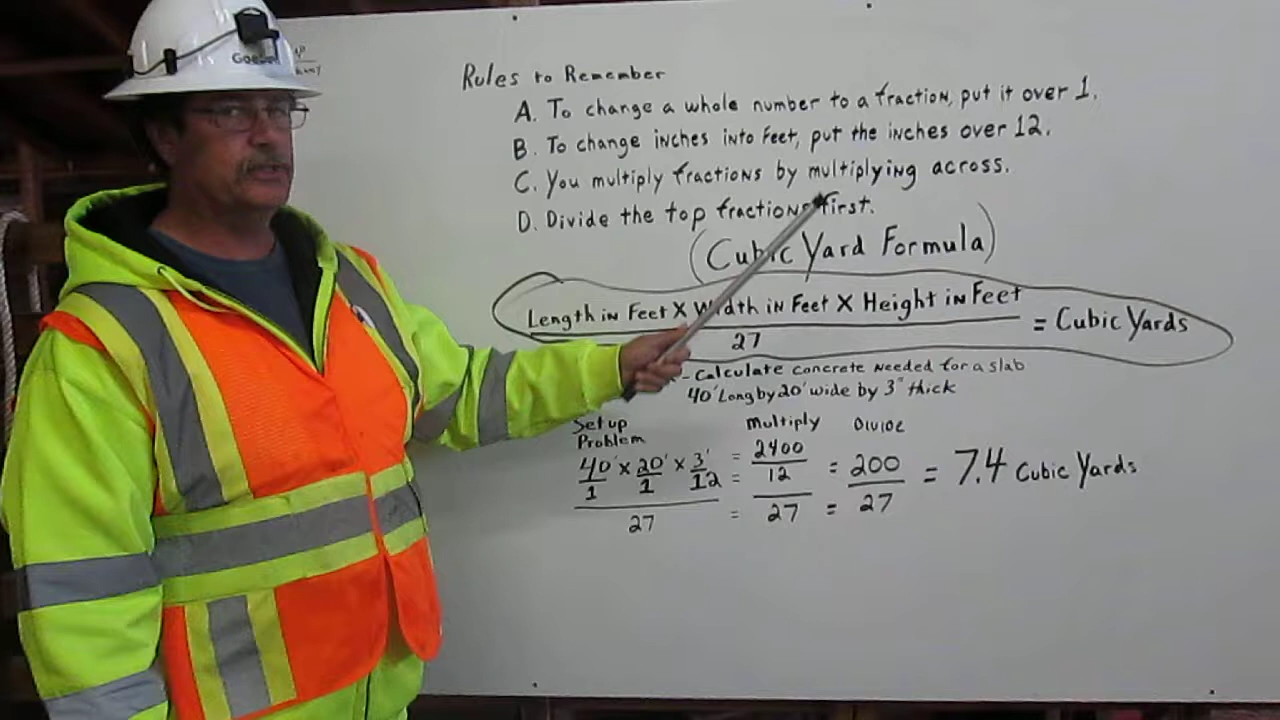 Rules to Remember
A. To change a whole number to a fraction, put it over 1.
B. To change inches into feet, put the inches over 12.
C. You multiply fractions by multiplying across.
D. Divide the top fractions first.
(Cubic Yard Formula)
Length in Feet X Width in Feet X Height in Feet
27
= Cubic Yards
- Calculate concrete needed for a slab
40' Long by 20' wide by 3" thick
Set up
Problem
Multiply
Divide
40'/1 x 20'/1 x 3'/12 = 2400/12 = 200 = 7.4 Cubic Yards
27 = 27 = 27